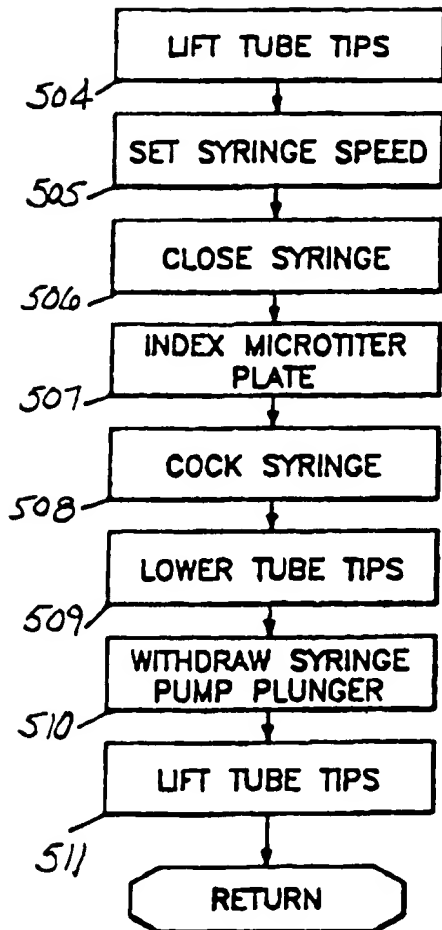 LIFT TUBE TIPS
504
SET SYRINGE SPEED
505
CLOSE SYRINGE
506
INDEX MICROTITER
PLATE
507
COCK SYRINGE
508
LOWER TUBE TIPS
509
WITHDRAW SYRINGE
PUMP PLUNGER
510
LIFT TUBE TIPS
511
RETURN